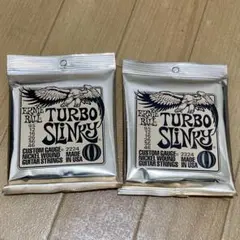 ERNIE
BALL
TURBO
SLINKY
CUSTOM GAUGE 2224
NICKEL WOUND MADE
GUITAR STRINGS IN USA
ERNIE
BALL
TURBO
SLINKY
CUSTOM GAUGE 2224
NICKEL WOUND MADE
GUITAR STRINGS IN USA